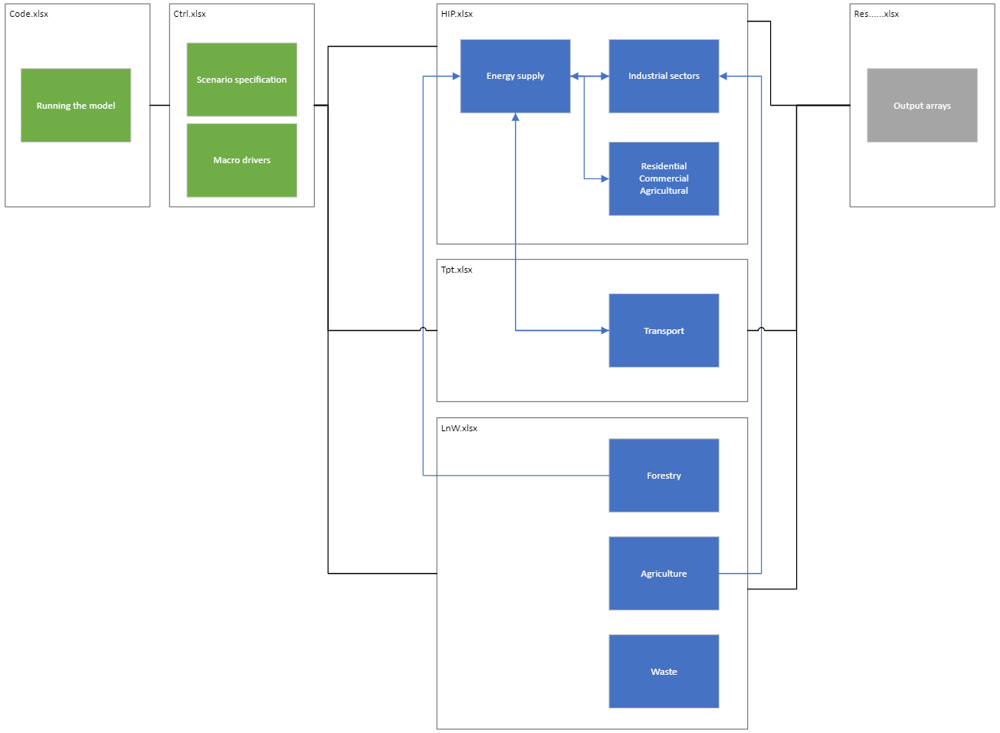 Code.xlsx
Running the model
Ctrl.xlsx
Scenario specification
Macro drivers
HIP.xlsx
Energy supply
Industrial sectors
Residential
Commercial
Agricultural
Tpt.xlsx
Transport
LnW.xlsx
Forestry
Agriculture
Waste
Res......xlsx
Output arrays